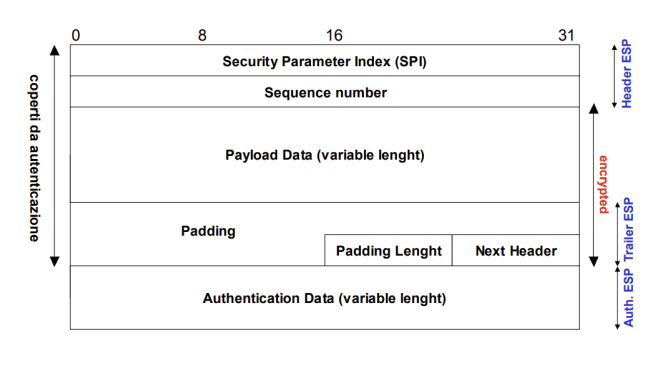 0 8 16 31
Security Parameter Index (SPI)
Sequence number
Payload Data (variable lenght)
Padding
Padding Lenght
Next Header
Authentication Data (variable lenght)
coperti da autenticazione
Header ESP
encrypted
Trailer ESP
Auth. ESP